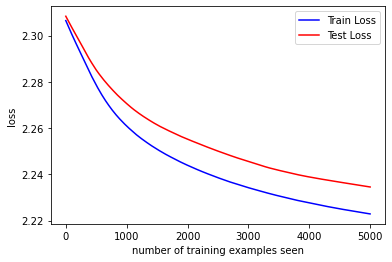 Train Loss
Test Loss
2.30
2.28
2.26
2.24
2.22
loss
0
1000
2000
3000
4000
5000
number of training examples seen